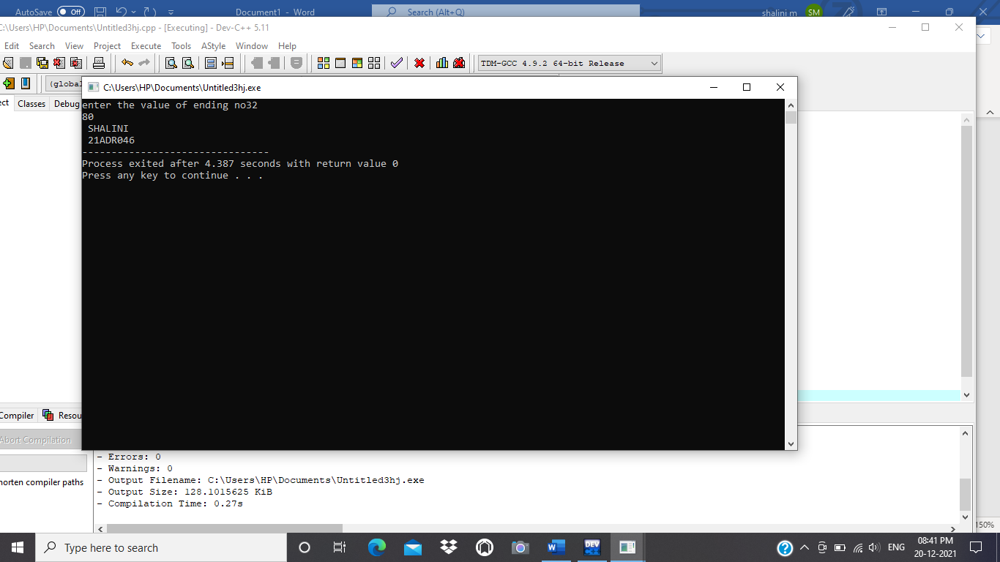 AutoSave Off Document1 - Word Search (Alt+Q) shalini m SM
C:\Users\HP\Documents\Untitled3hj.cpp - [Executing] - Dev-C++ 5.11
Edit Search View Project Execute Tools AStyle Window Help
TDM-GCC 4.9.2 64-bit Release
(global
ect Classes Debug
C:\Users\HP\Documents\Untitled3hj.exe
enter the value of ending no32
80
SHALINI
21ADR046
--------------------------------
Process exited after 4.387 seconds with return value 0
Press any key to continue . . .
Compiler Resou
Abort Compilation
- Errors: 0
- Warnings: 0
- Output Filename: C:\Users\HP\Documents\Untitled3hj.exe
- Output Size: 128.1015625 KiB
- Compilation Time: 0.27s
horten compiler paths
150%
Type here to search
DEV
ENG
08:41 PM
20-12-2021